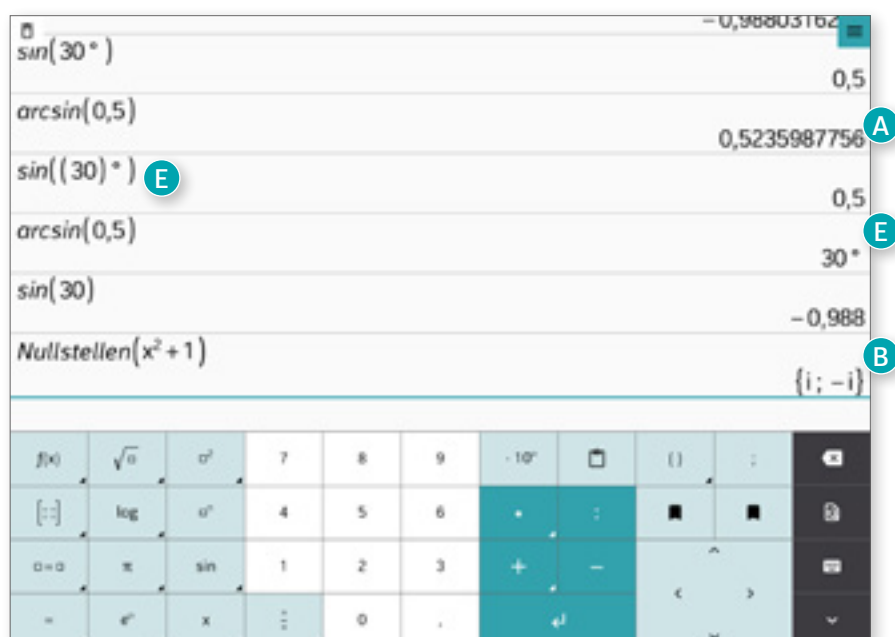 −0,98803162
sin(30°)
0,5
arcsin(0,5)
0,5235987756 A
sin((30)°) E
0,5
arcsin(0,5) E
30°
sin(30)
−0,988
Nullstellen(x²+1) B
{i; −i}
f(x) √▫ ▫² 7 8 9 · 10ⁿ ( ) ;
[::] log ▫ⁿ 4 5 6 • :
▫=▫ π sin 1 2 3 + −
= eⁿ x 0 ,